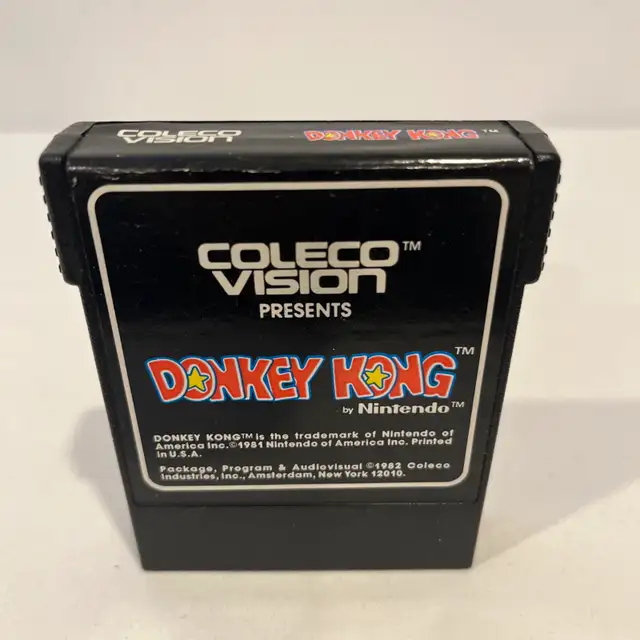 COLECO
VISION
DONKEY KONG™
COLECO™
VISION
PRESENTS
DONKEY KONG™
by Nintendo™
DONKEY KONG™ is the trademark of Nintendo of
America Inc. ©1981 Nintendo of America Inc. Printed
in U.S.A.
Package, Program & Audiovisual ©1982 Coleco
Industries, Inc., Amsterdam, New York 12010.